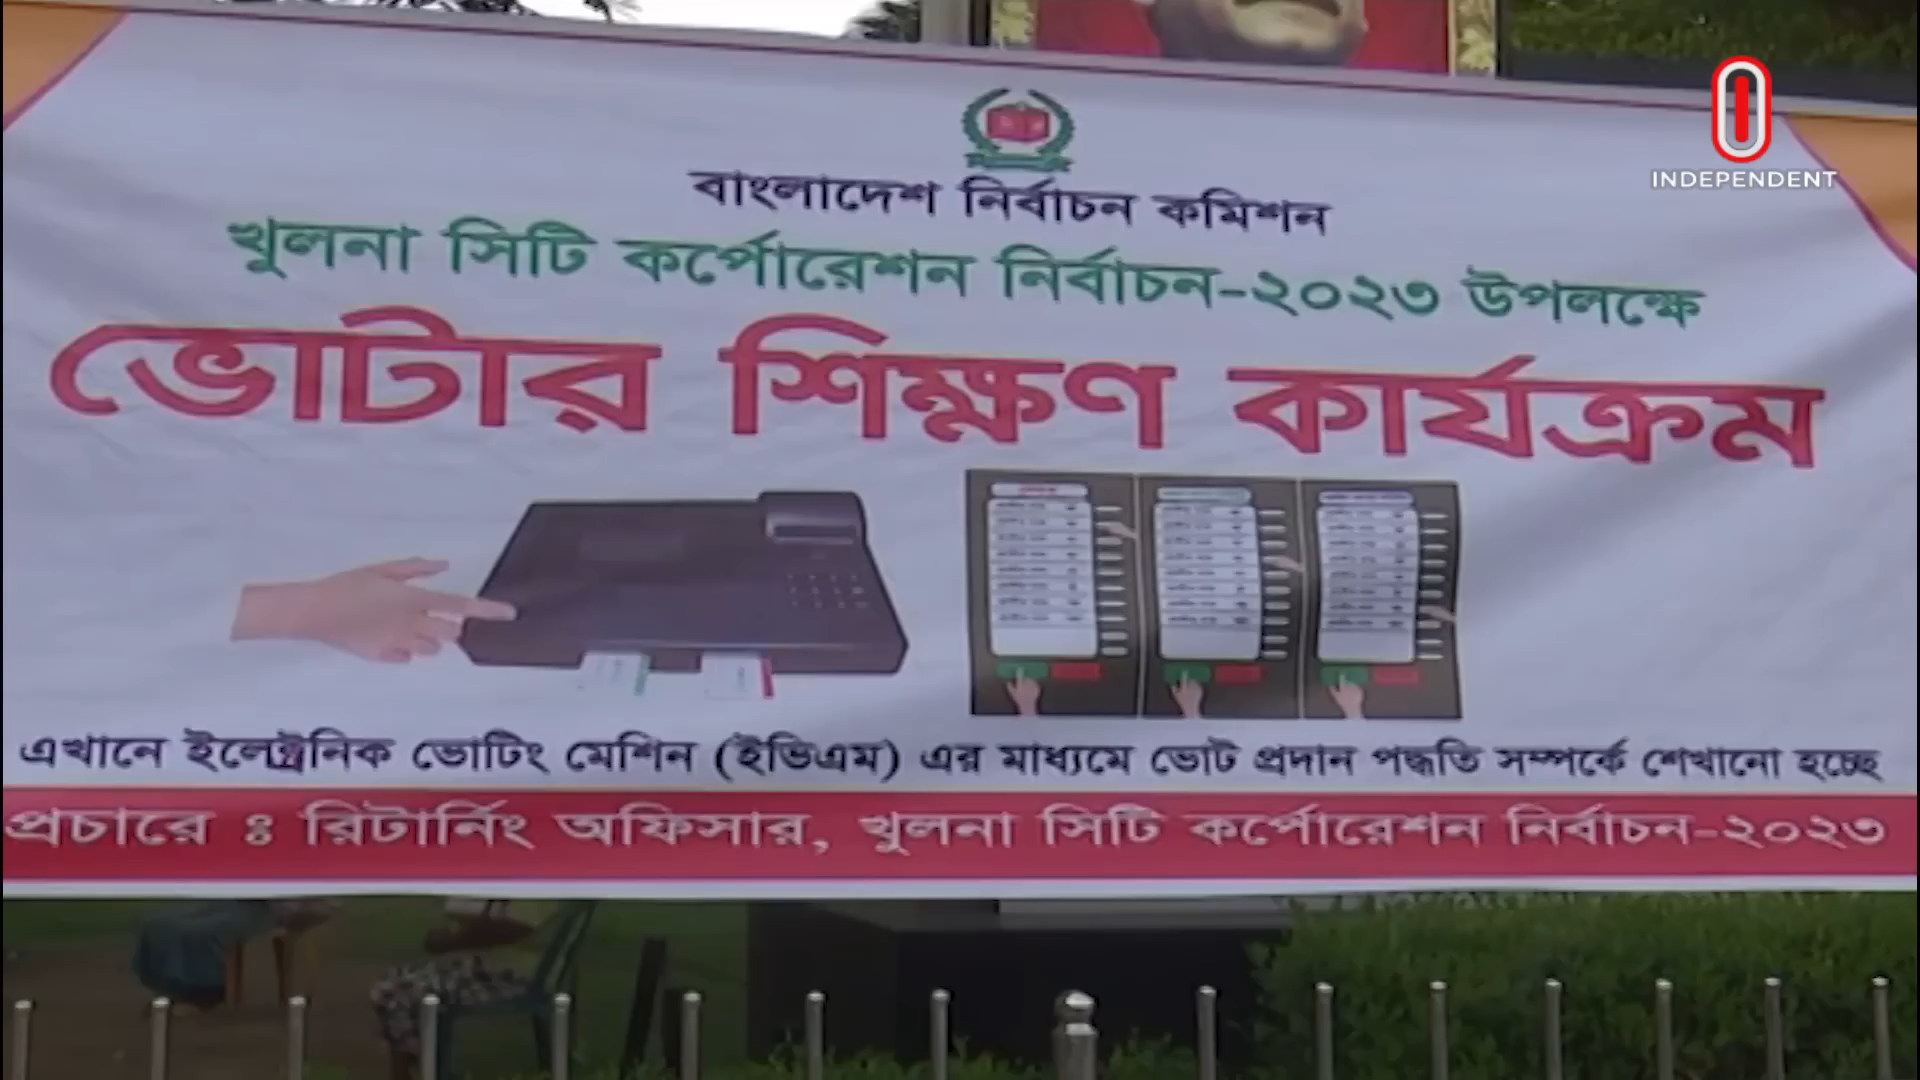 INDEPENDENT
বাংলাদেশ নির্বাচন কমিশন
খুলনা সিটি কর্পোরেশন নির্বাচন-২০২৩ উপলক্ষে
ভোটার শিক্ষণ কার্যক্রম
এখানে ইলেক্ট্রনিক ভোটিং মেশিন (ইভিএম) এর মাধ্যমে ভোট প্রদান পদ্ধতি সম্পর্কে শেখানো হচ্ছে
প্রচারে ঃ রিটার্নিং অফিসার, খুলনা সিটি কর্পোরেশন নির্বাচন-২০২৩